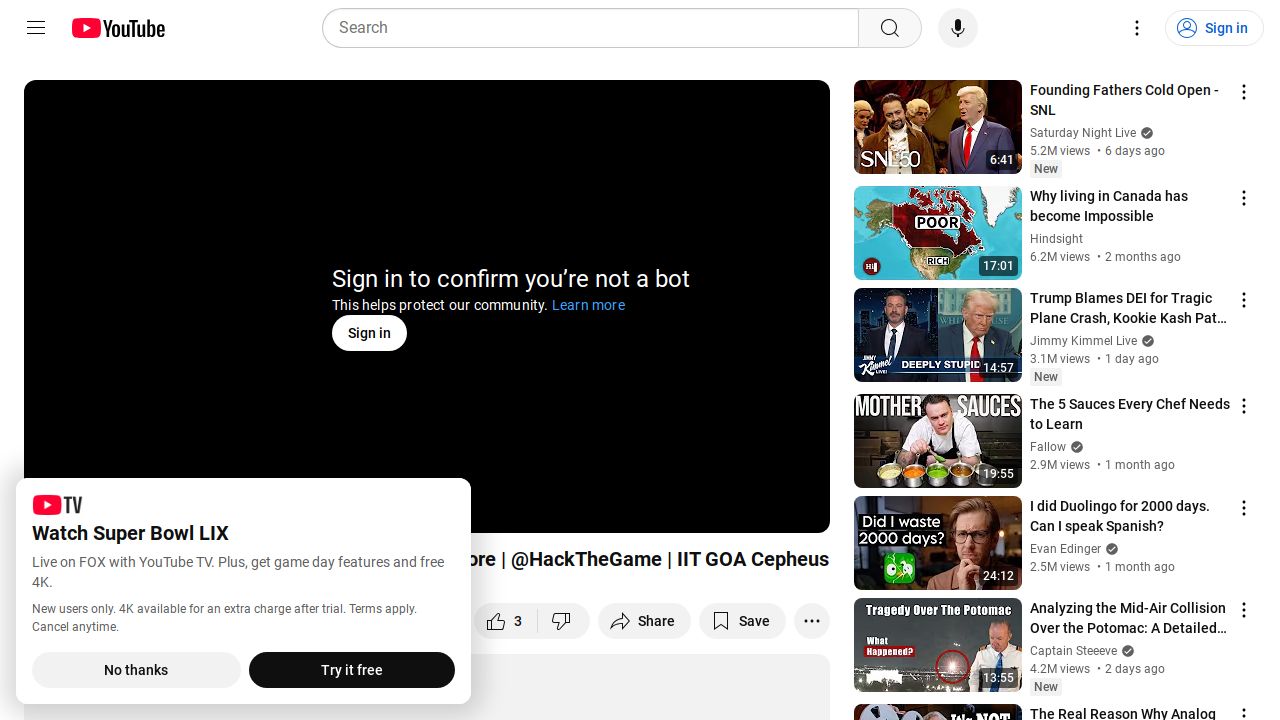 YouTube
Search
Sign in
Sign in to confirm you’re not a bot
This helps protect our community. Learn more
Sign in
TV
Watch Super Bowl LIX
Live on FOX with YouTube TV. Plus, get game day features and free
4K.
New users only. 4K available for an extra charge after trial. Terms apply.
Cancel anytime.
No thanks
Try it free
ore | @HackTheGame | IIT GOA Cepheus
3
Share
Save
SNL50
6:41
Founding Fathers Cold Open -
SNL
Saturday Night Live
5.2M views • 6 days ago
New
POOR
RICH
Hi
17:01
Why living in Canada has
become Impossible
Hindsight
6.2M views • 2 months ago
WHITE HOUSE
JIMMY
KIMMEL
LIVE!
DEEPLY STUPID
14:57
Trump Blames DEI for Tragic
Plane Crash, Kookie Kash Pat...
Jimmy Kimmel Live
3.1M views • 1 day ago
New
MOTHER SAUCES
19:55
The 5 Sauces Every Chef Needs
to Learn
Fallow
2.9M views • 1 month ago
Did I waste
2000 days?
24:12
I did Duolingo for 2000 days.
Can I speak Spanish?
Evan Edinger
2.5M views • 1 month ago
Tragedy Over The Potomac
What
Happened?
13:55
Analyzing the Mid-Air Collision
Over the Potomac: A Detailed...
Captain Steeeve
4.2M views • 2 days ago
New
The Real Reason Why Analog